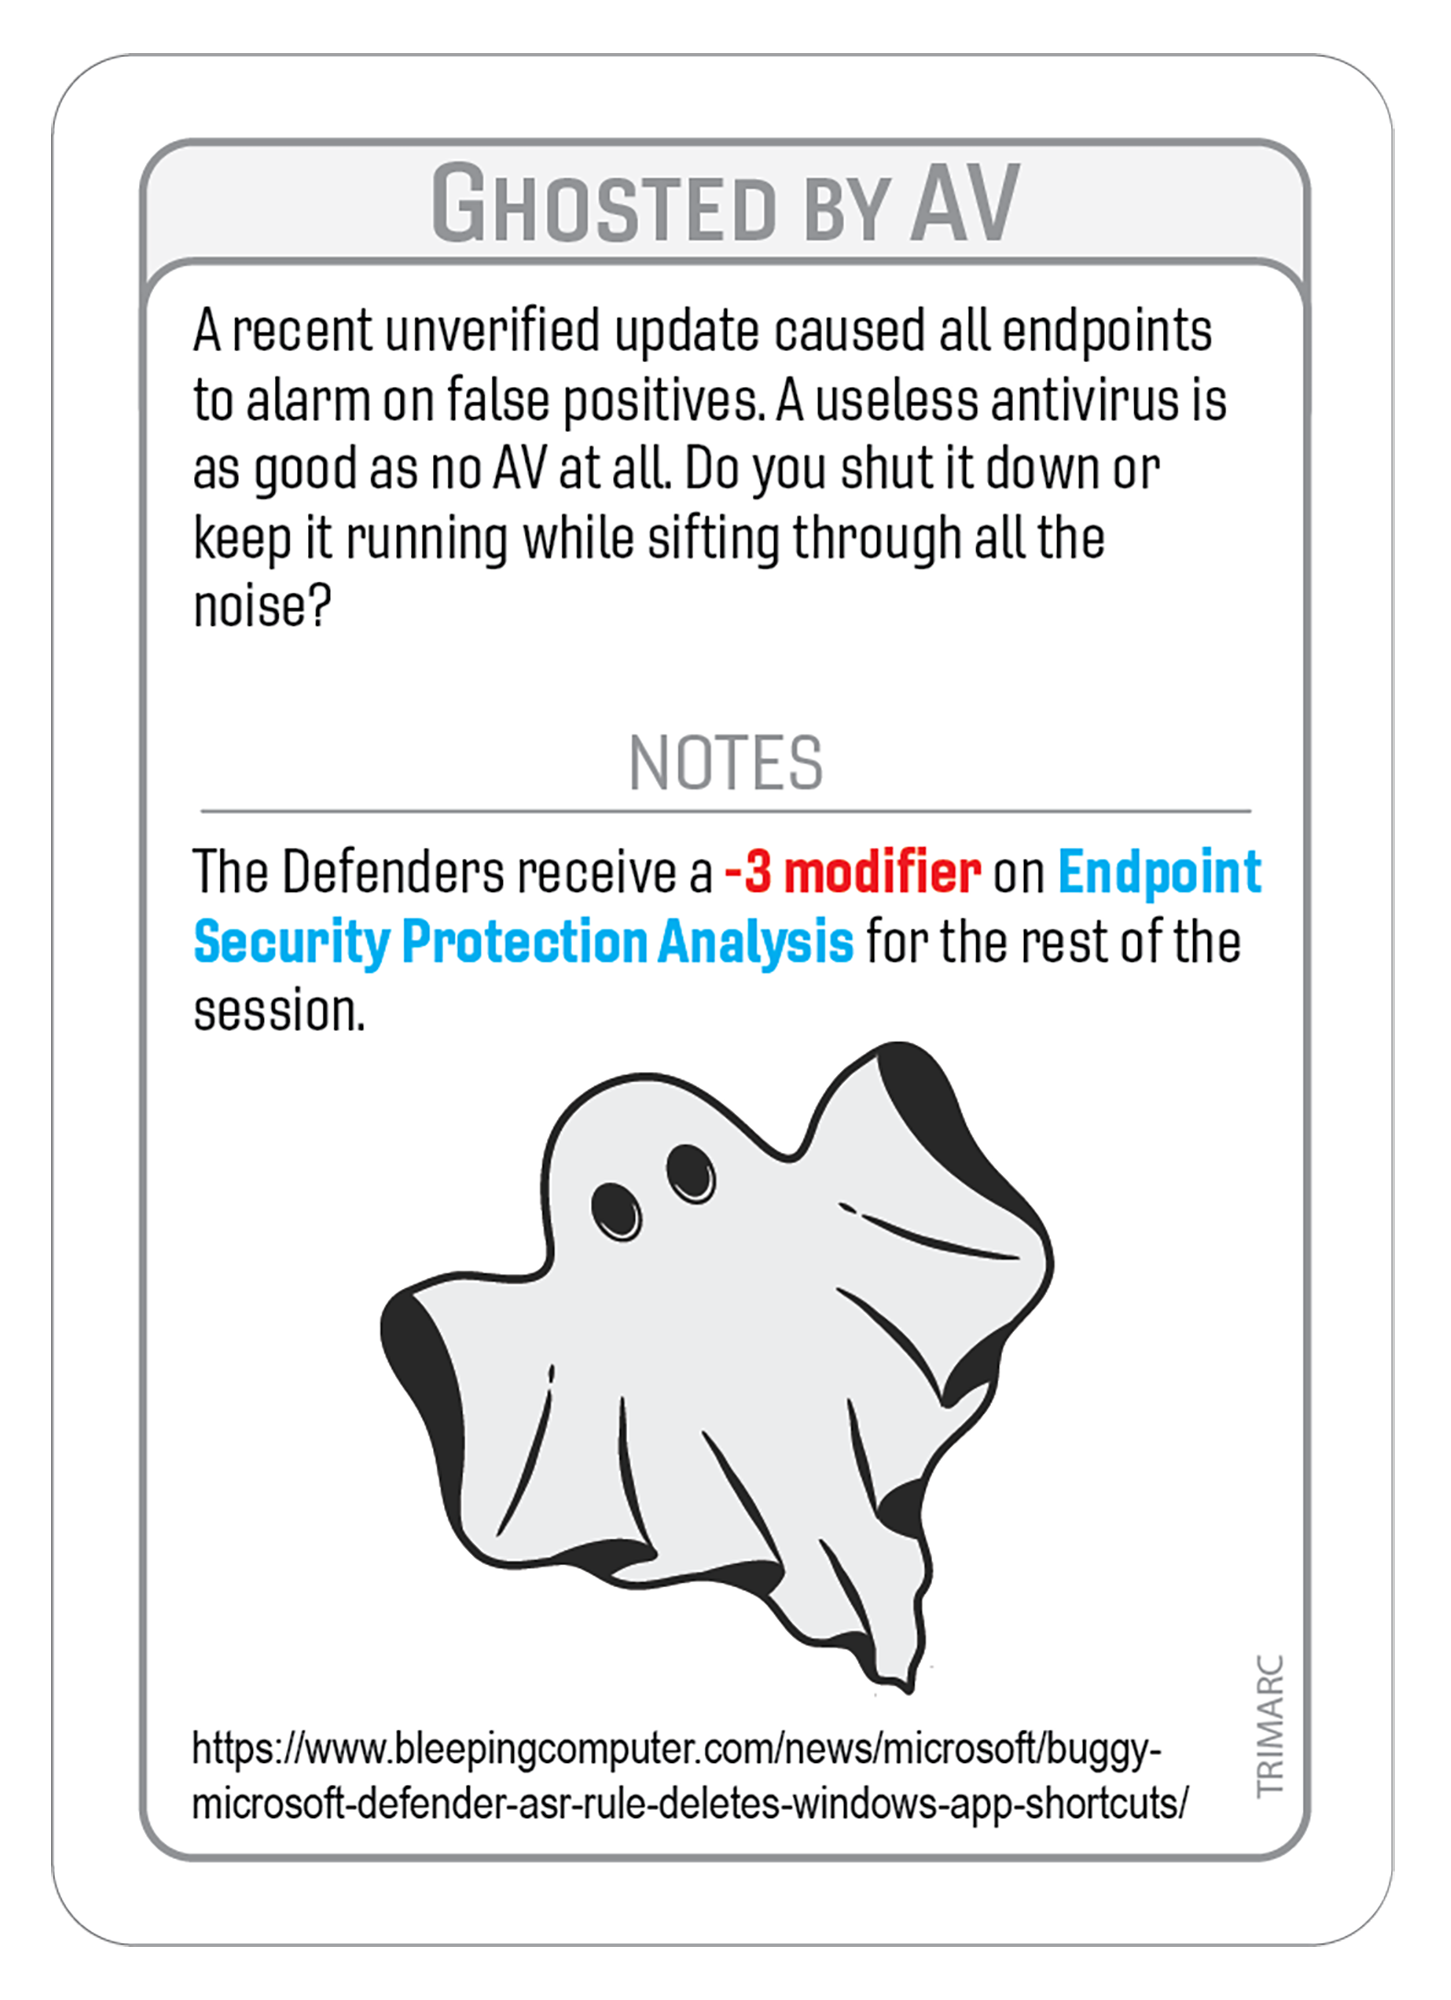 GHOSTED BY AV
A recent unverified update caused all endpoints
to alarm on false positives. A useless antivirus is
as good as no AV at all. Do you shut it down or
keep it running while sifting through all the
noise?
NOTES
The Defenders receive a -3 modifier on Endpoint
Security Protection Analysis for the rest of the
session.
https://www.bleepingcomputer.com/news/microsoft/buggy-
microsoft-defender-asr-rule-deletes-windows-app-shortcuts/
TRIMARC